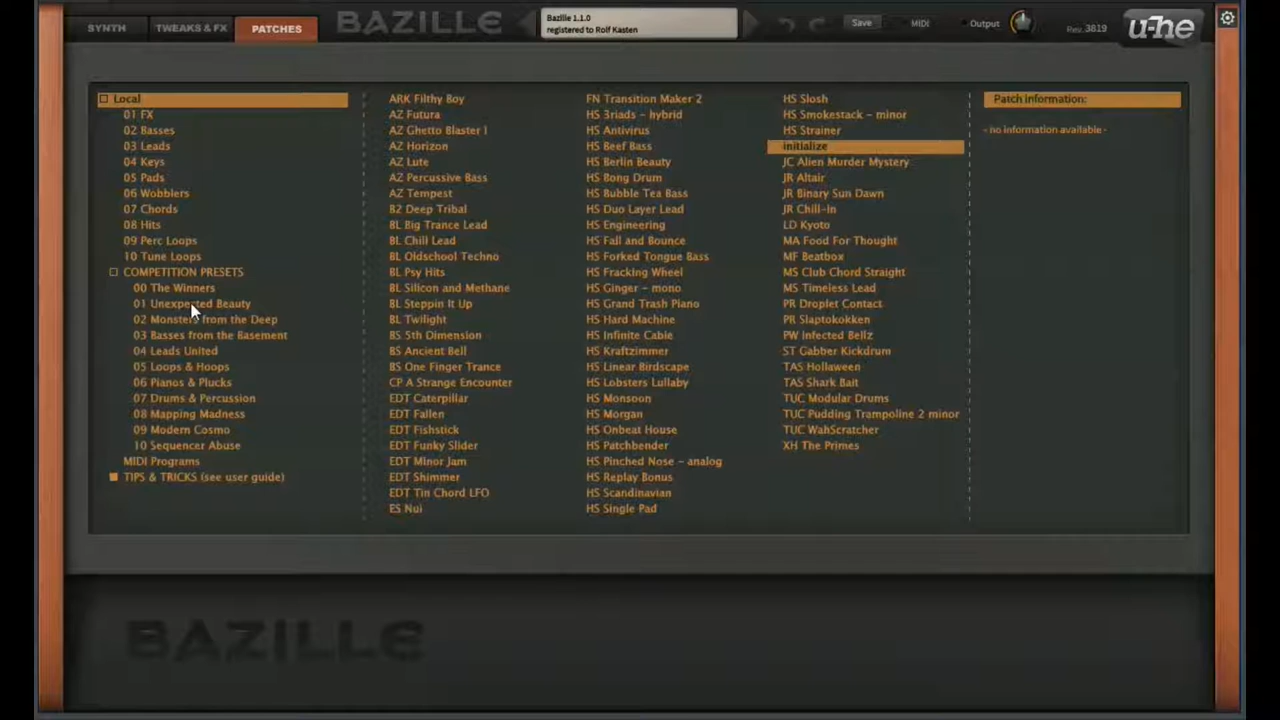 SYNTH
TWEAKS & FX
PATCHES
BAZILLE
Bazille 1.1.0
registered to Rolf Kasten
Save
MIDI
Output
Rev. 3819
u-he
Local
01 FX
02 Basses
03 Leads
04 Keys
05 Pads
06 Wobblers
07 Chords
08 Hits
09 Perc Loops
10 Tune Loops
COMPETITION PRESETS
00 The Winners
01 Unexpected Beauty
02 Monsters from the Deep
03 Basses from the Basement
04 Leads United
05 Loops & Hoops
06 Pianos & Plucks
07 Drums & Percussion
08 Mapping Madness
09 Modern Cosmo
10 Sequencer Abuse
MIDI Programs
TIPS & TRICKS (see user guide)
ARK Filthy Boy
AZ Futura
AZ Ghetto Blaster I
AZ Horizon
AZ Lute
AZ Percussive Bass
AZ Tempest
B2 Deep Tribal
BL Big Trance Lead
BL Chill Lead
BL Oldschool Techno
BL Psy Hits
BL Silicon and Methane
BL Steppin It Up
BL Twilight
BS 5th Dimension
BS Ancient Bell
BS One Finger Trance
CP A Strange Encounter
EDT Caterpillar
EDT Fallen
EDT Fishstick
EDT Funky Slider
EDT Minor Jam
EDT Shimmer
EDT Tin Chord LFO
ES Nui
FN Transition Maker 2
HS 3riads - hybrid
HS Antivirus
HS Beef Bass
HS Berlin Beauty
HS Bong Drum
HS Bubble Tea Bass
HS Duo Layer Lead
HS Engineering
HS Fall and Bounce
HS Forked Tongue Bass
HS Fracking Wheel
HS Ginger - mono
HS Grand Trash Piano
HS Hard Machine
HS Infinite Cable
HS Kraftzimmer
HS Linear Birdscape
HS Lobsters Lullaby
HS Monsoon
HS Morgan
HS Onbeat House
HS Patchbender
HS Pinched Nose - analog
HS Replay Bonus
HS Scandinavian
HS Single Pad
HS Slosh
HS Smokestack - minor
HS Strainer
initialize
JC Alien Murder Mystery
JR Altair
JR Binary Sun Dawn
JR Chill-In
LD Kyoto
MA Food For Thought
MF Beatbox
MS Club Chord Straight
MS Timeless Lead
PR Droplet Contact
PR Slaptokokken
PW Infected Bellz
ST Gabber Kickdrum
TAS Hollaween
TAS Shark Bait
TUC Modular Drums
TUC Pudding Trampoline 2 minor
TUC WahScratcher
XH The Primes
Patch information:
- no information available -
BAZILLE